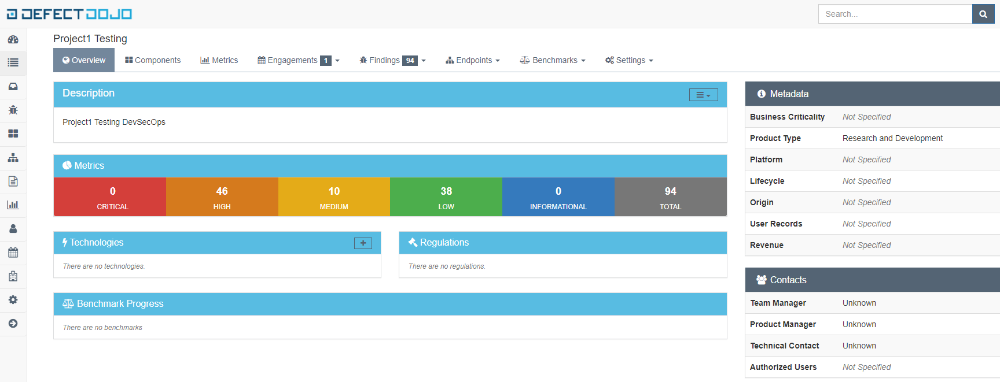 DEFECTDOJO
Search...
Project1 Testing
Overview Components Metrics Engagements 1 Findings 94 Endpoints Benchmarks Settings
Description
Project1 Testing DevSecOps
Metrics
0 46 10 38 0 94
CRITICAL HIGH MEDIUM LOW INFORMATIONAL TOTAL
Technologies
There are no technologies.
Regulations
There are no regulations.
Benchmark Progress
There are no benchmarks
Metadata
Business Criticality Not Specified
Product Type Research and Development
Platform Not Specified
Lifecycle Not Specified
Origin Not Specified
User Records Not Specified
Revenue Not Specified
Contacts
Team Manager Unknown
Product Manager Unknown
Technical Contact Unknown
Authorized Users Not Specified